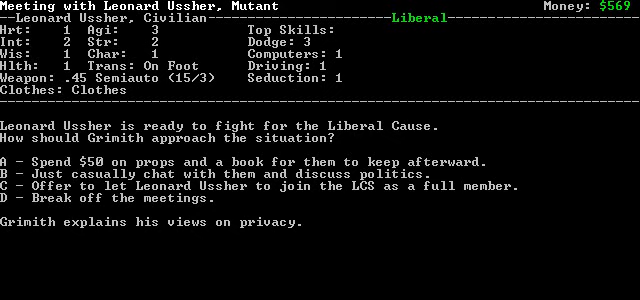 Meeting with Leonard Ussher, Mutant Money: $569
Leonard Ussher, Civilian Liberal
Hrt: 1 Agi: 3 Top Skills:
Int: 2 Str: 2 Dodge: 3
Wis: 1 Char: 1 Computers: 1
Hlth: 1 Trans: On Foot Driving: 1
Weapon: .45 Semiauto (15/3) Seduction: 1
Clothes: Clothes
Leonard Ussher is ready to fight for the Liberal Cause.
How should Grimith approach the situation?
A - Spend $50 on props and a book for them to keep afterward.
B - Just casually chat with them and discuss politics.
C - Offer to let Leonard Ussher to join the LCS as a full member.
D - Break off the meetings.
Grimith explains his views on privacy.